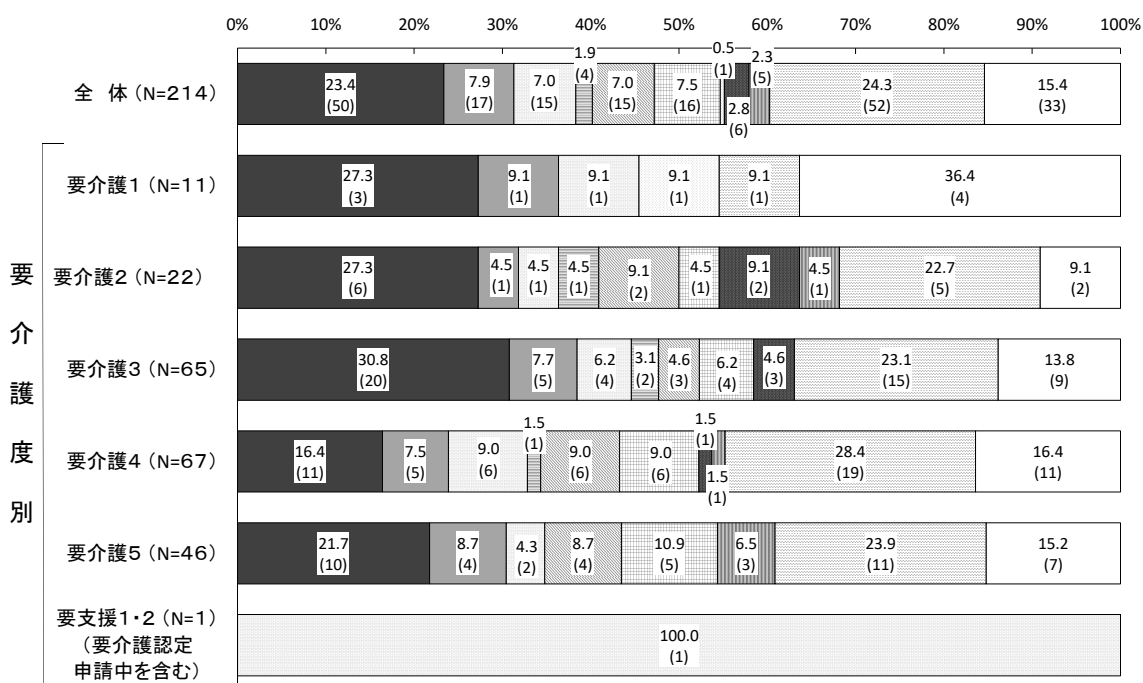 0% 10% 20% 30% 40% 50% 60% 70% 80% 90% 100%
全 体 (N=214)
23.4 7.9 7.0 1.9 7.0 7.5 0.5 2.8 2.3 24.3 15.4
(50) (17) (15) (4) (15) (16) (1) (6) (5) (52) (33)
要介護度別
要介護1 (N=11)
27.3 9.1 9.1 9.1 9.1 36.4
(3) (1) (1) (1) (1) (4)
要介護2 (N=22)
27.3 4.5 4.5 4.5 9.1 4.5 9.1 4.5 22.7 9.1
(6) (1) (1) (1) (2) (1) (2) (1) (5) (2)
要介護3 (N=65)
30.8 7.7 6.2 3.1 4.6 6.2 4.6 23.1 13.8
(20) (5) (4) (2) (3) (4) (3) (15) (9)
要介護4 (N=67)
16.4 7.5 9.0 1.5 9.0 9.0 1.5 1.5 28.4 16.4
(11) (5) (6) (1) (6) (6) (1) (1) (19) (11)
要介護5 (N=46)
21.7 8.7 4.3 8.7 10.9 6.5 23.9 15.2
(10) (4) (2) (4) (5) (3) (11) (7)
要支援1・2 (N=1)
(要介護認定
申請中を含む)
100.0
(1)